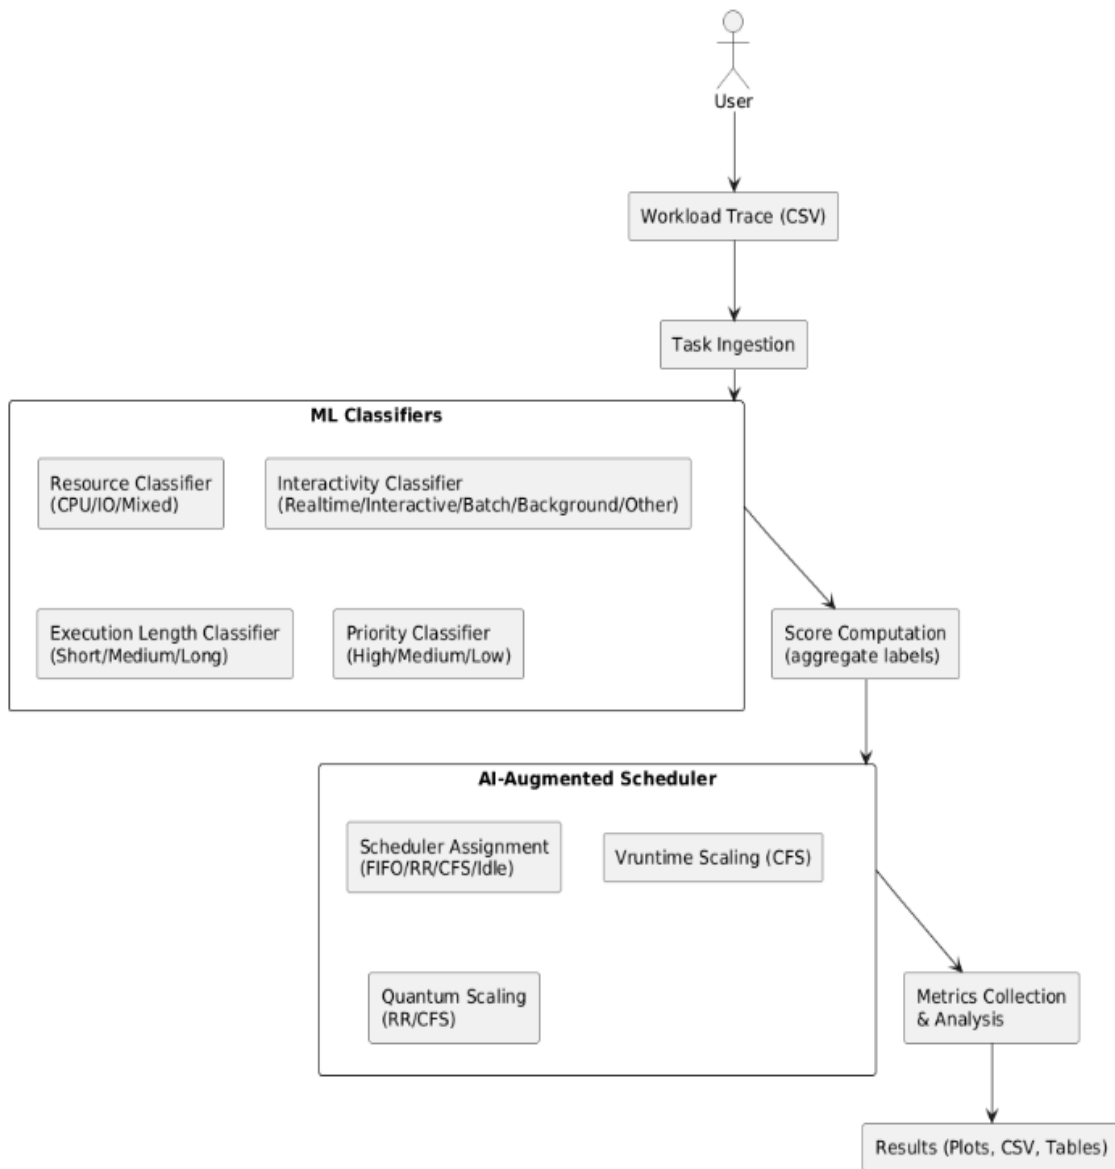 User
Workload Trace (CSV)
Task Ingestion
ML Classifiers
Resource Classifier
(CPU/IO/Mixed)
Interactivity Classifier
(Realtime/Interactive/Batch/Background/Other)
Execution Length Classifier
(Short/Medium/Long)
Priority Classifier
(High/Medium/Low)
Score Computation
(aggregate labels)
AI-Augmented Scheduler
Scheduler Assignment
(FIFO/RR/CFS/Idle)
Vruntime Scaling (CFS)
Quantum Scaling
(RR/CFS)
Metrics Collection
& Analysis
Results (Plots, CSV, Tables)